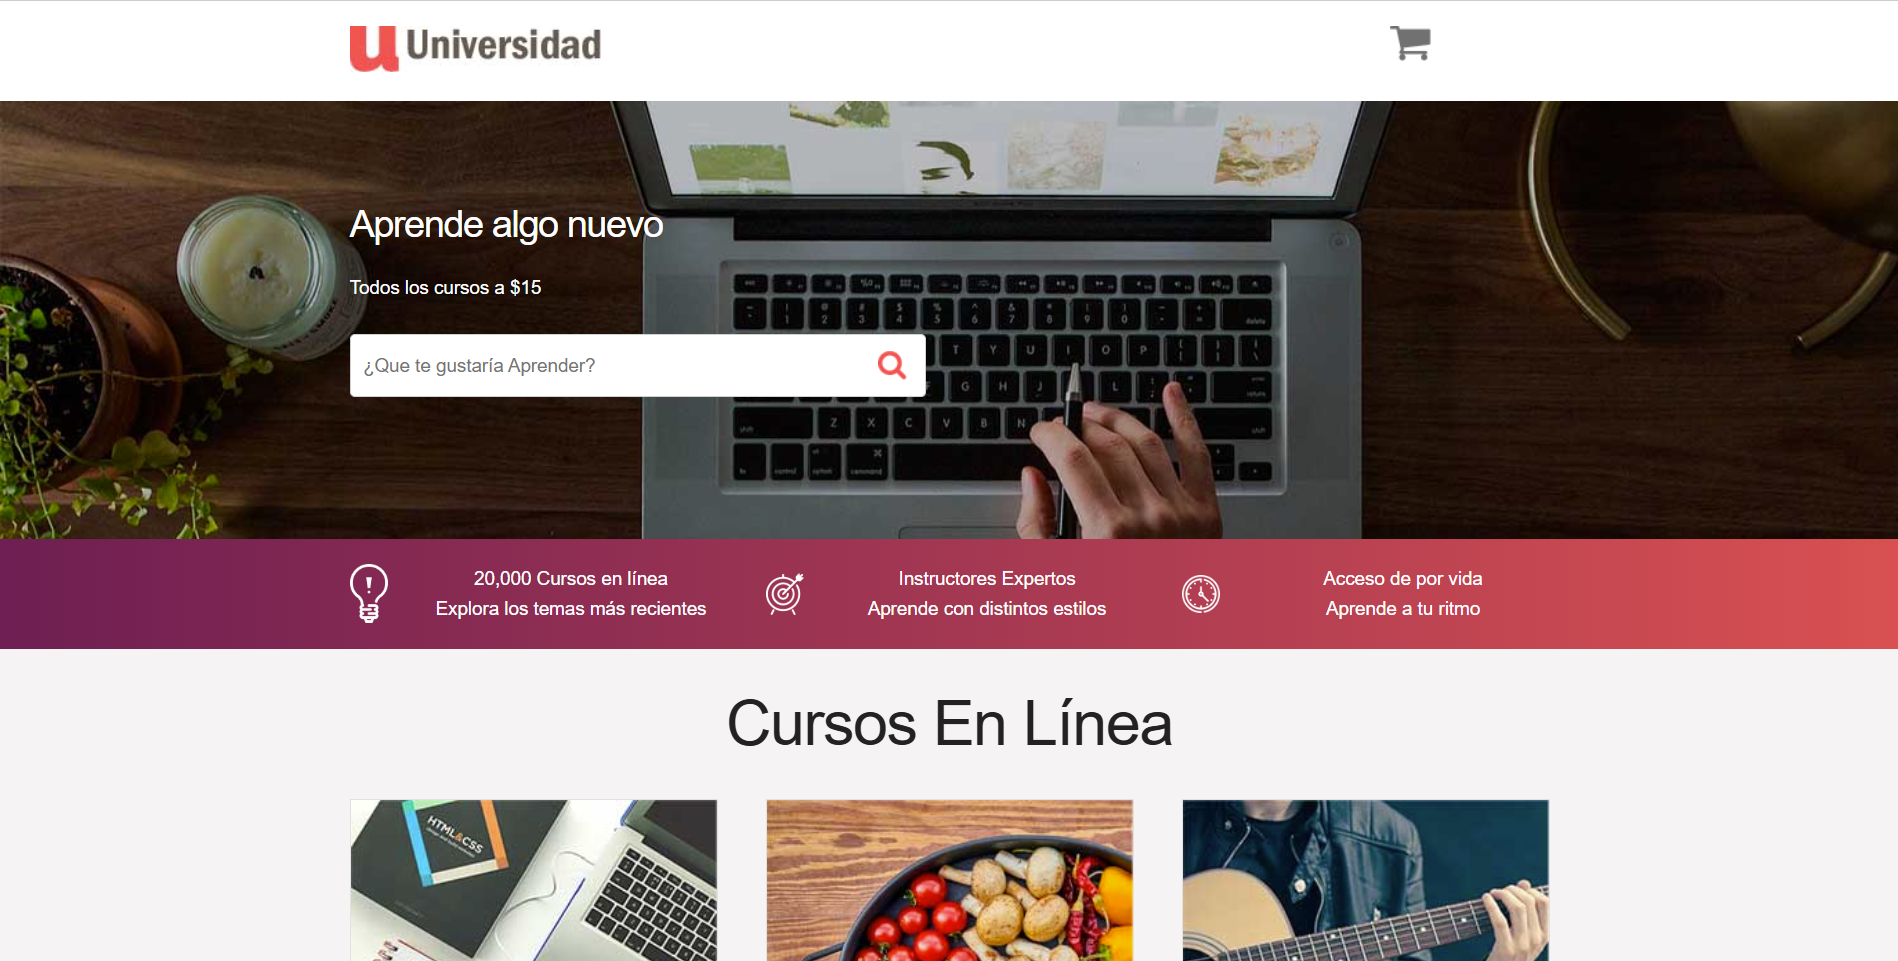 u Universidad
Aprende algo nuevo
Todos los cursos a $15
¿Que te gustaría Aprender?
20,000 Cursos en línea
Explora los temas más recientes
Instructores Expertos
Aprende con distintos estilos
Acceso de por vida
Aprende a tu ritmo
Cursos En Línea
HTML&CSS